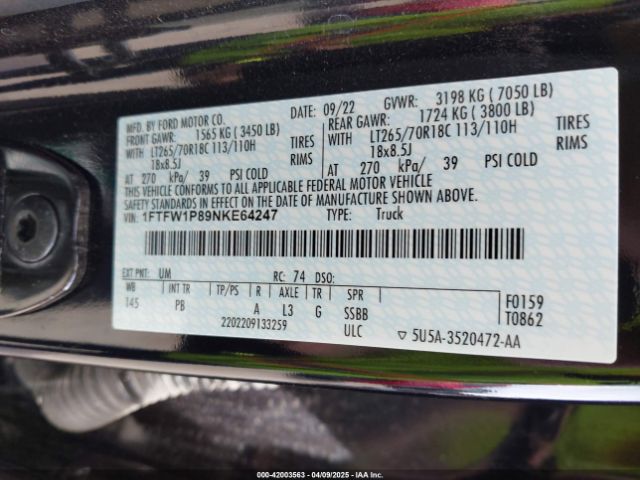 MFD. BY FORD MOTOR CO. 09/22 GVWR: 3198 KG ( 7050 LB)
FRONT GAWR: 1565 KG ( 3450 LB) REAR GAWR: 1724 KG ( 3800 LB)
WITH LT265/70R18C 113/110H TIRES WITH LT265/70R18C 113/110H TIRES
18x8.5J RIMS 18x8.5J RIMS
AT 270 kPa/ 39 PSI COLD AT 270 kPa/ 39 PSI COLD
THIS VEHICLE CONFORMS TO ALL APPLICABLE FEDERAL MOTOR VEHICLE
SAFETY STANDARDS IN EFFECT ON THE DATE OF MANUFACTURE SHOWN ABOVE.
VIN: 1FTFW1P89NKE64247 TYPE: Truck
EXT PNT: UM RC: 74 DSO:
WB INT TR TP/PS R AXLE TR SPR
145 PB A L3 G SSBB F0159
2202209133259 ULC T0862
5U5A-3520472-AA
000-42003563 - 04/09/2025 - IAA Inc.